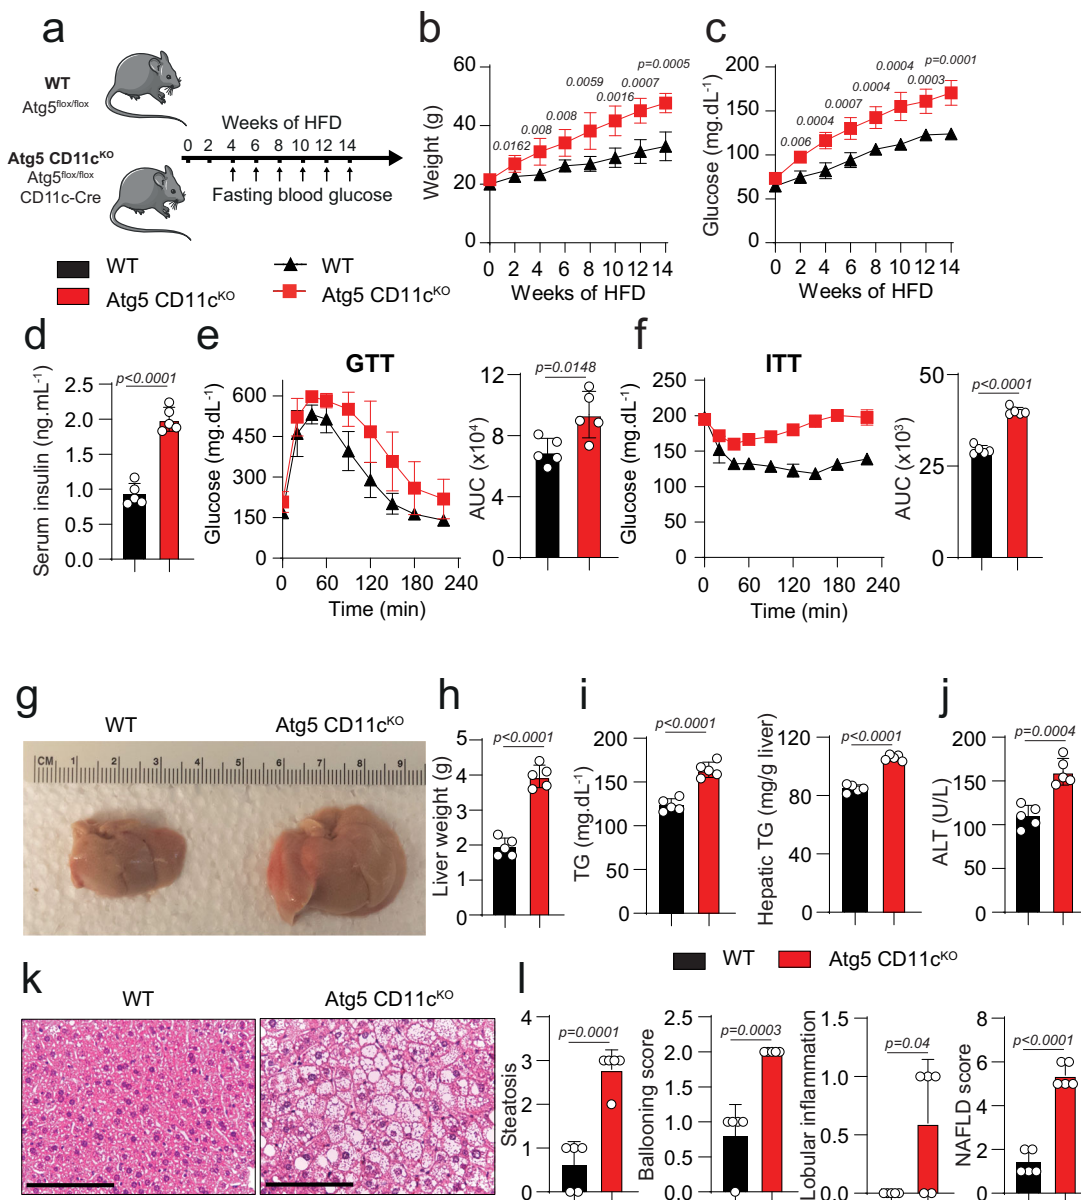 a
WT
Atg5flox/flox
Atg5 CD11cKO
Atg5flox/flox
CD11c-Cre
Weeks of HFD
0 2 4 6 8 10 12 14
Fasting blood glucose
WT
Atg5 CD11cKO
WT
Atg5 CD11cKO
b
Weight (g)
60
40
20
0
0.0162
0.008
0.008
0.0059
0.0016
0.0007
p=0.0005
0 2 4 6 8 10 12 14
Weeks of HFD
c
Glucose (mg.dL-1)
200
150
100
50
0
0.006
0.0004
0.0007
0.0004
0.0004
0.0003
p=0.0001
0 2 4 6 8 10 12 14
Weeks of HFD
d
Serum insulin (ng.mL-1)
2.5
2.0
1.5
1.0
0.5
0.0
p<0.0001
e
GTT
Glucose (mg.dL-1)
600
450
300
150
0
0 60 120 180 240
Time (min)
AUC (x104)
12
8
4
0
p=0.0148
f
ITT
Glucose (mg.dL-1)
250
200
150
100
50
0
0 60 120 180 240
Time (min)
AUC (x103)
50
25
0
p<0.0001
g
WT
Atg5 CD11cKO
CM 1 2 3 4 5 6 7 8 9
h
Liver weight (g)
5
4
3
2
1
0
p<0.0001
i
TG (mg.dL-1)
200
150
100
50
0
p<0.0001
Hepatic TG (mg/g liver)
120
80
40
0
p<0.0001
j
ALT (U/L)
200
150
100
50
0
p=0.0004
WT
Atg5 CD11cKO
k
WT
Atg5 CD11cKO
l
Steatosis
4
3
2
1
0
p=0.0001
Ballooning score
2.5
2.0
1.5
1.0
0.5
0.0
p=0.0003
Lobular inflamation
1.5
1.0
0.5
0.0
p=0.04
NAFLD score
8
6
4
2
0
p<0.0001